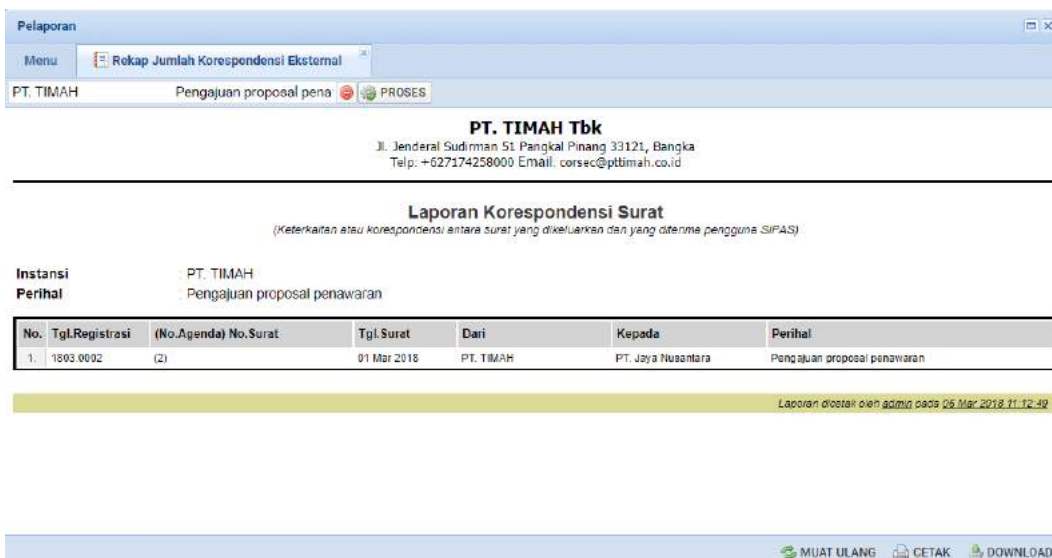 Pelaporan
Menu Rekap Jumlah Korespondensi Eksternal
PT. TIMAH Pengajuan proposal pena PROSES
PT. TIMAH Tbk
Jl. Jenderal Sudirman 51 Pangkal Pinang 33121, Bangka
Telp: +627174258000 Email: corsec@pttimah.co.id
Laporan Korespondensi Surat
(Keterkaitan atau korespondensi antara surat yang dikeluarkan dan yang diterima pengguna SIPAS)
Instansi : PT. TIMAH
Perihal : Pengajuan proposal penawaran
No. Tgl.Registrasi (No.Agenda) No.Surat Tgl.Surat Dari Kepada Perihal
1. 1803.0002 (2) 01 Mar 2018 PT. TIMAH PT. Jaya Nusantara Pengajuan proposal penawaran
Laporan dicetak oleh admin pada 06 Mar 2018 11:12:49
MUAT ULANG CETAK DOWNLOAD